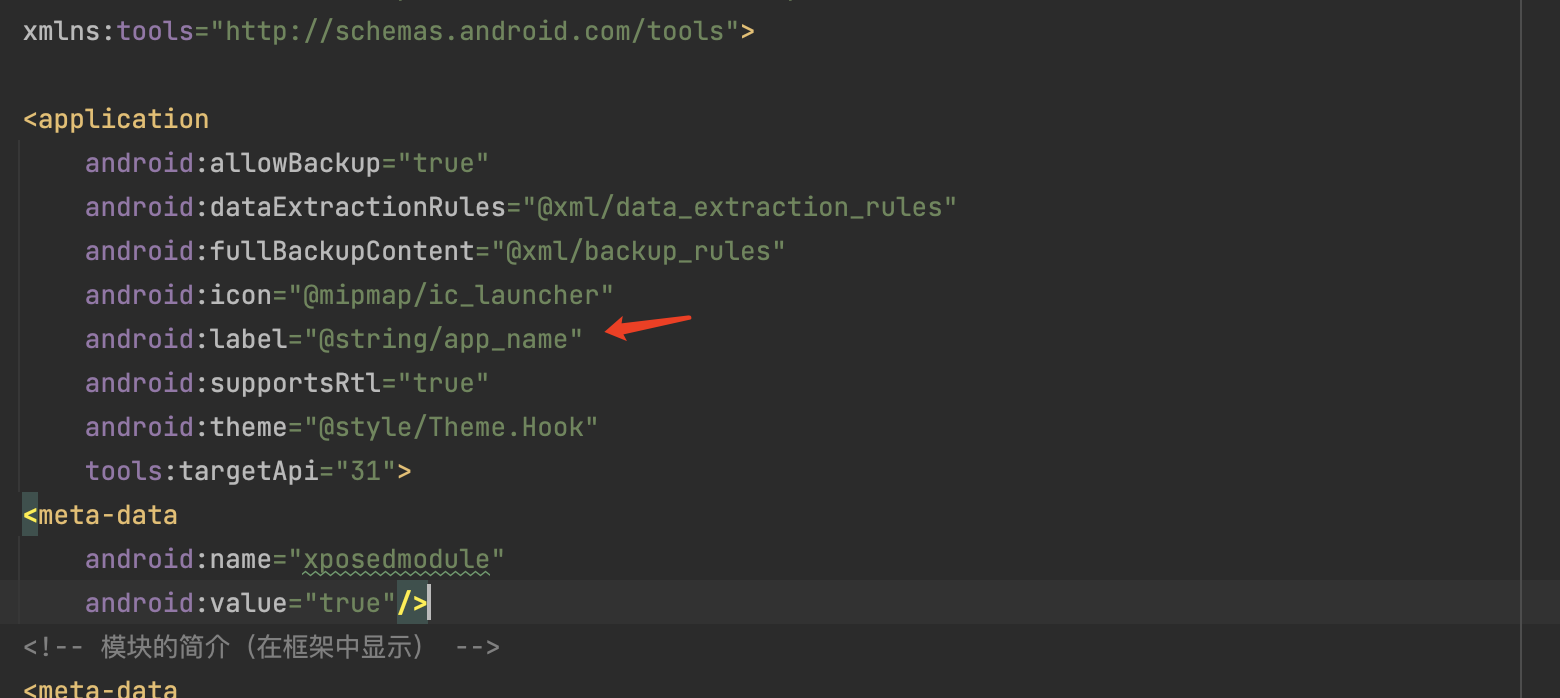 xmlns:tools="http://schemas.android.com/tools">
<application
android:allowBackup="true"
android:dataExtractionRules="@xml/data_extraction_rules"
android:fullBackupContent="@xml/backup_rules"
android:icon="@mipmap/ic_launcher"
android:label="@string/app_name"
android:supportsRtl="true"
android:theme="@style/Theme.Hook"
tools:targetApi="31">
<meta-data
android:name="xposedmodule"
android:value="true"/>
<!-- 模块的简介（在框架中显示） -->
<meta-data